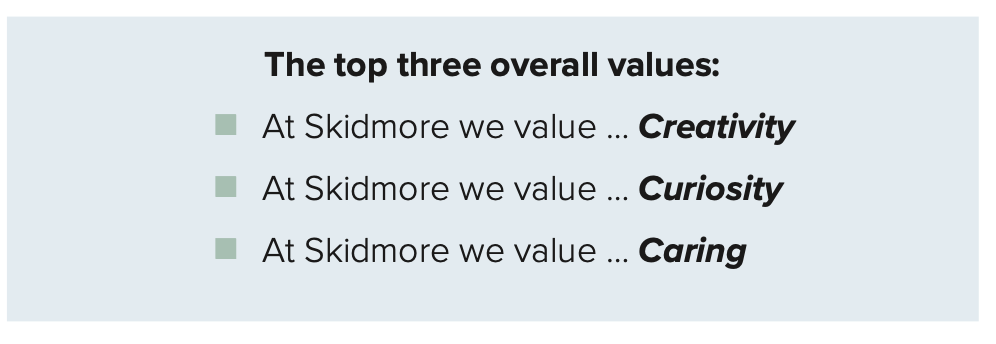 The top three overall values:
At Skidmore we value ... Creativity
At Skidmore we value ... Curiosity
At Skidmore we value ... Caring